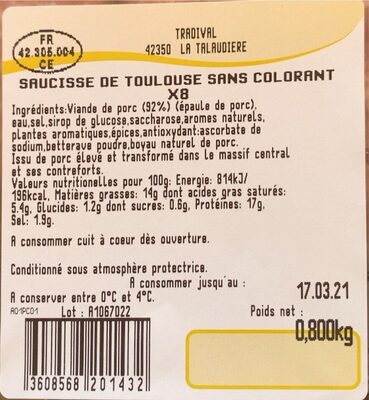 FR
42.305.004
CE
TRADIVAL
42350 LA TALAUDIERE
SAUCISSE DE TOULOUSE SANS COLORANT
X8
Ingrédients:Viande de porc (92%) (épaule de porc),
eau,sel,sirop de glucose,saccharose,aromes naturels,
plantes aromatiques,épices,antioxydant:ascorbate de
sodium,betterave poudre,boyau naturel de porc.
Issu de porc élevé et transformé dans le massif central
et ses contreforts.
Valeurs nutritionelles pour 100g: Energie: 814kJ/
196kcal, Matières grasses: 14g dont acides gras saturés:
5.4g, Glucides: 1.2g dont sucres: 0.6g, Protéines: 17g,
Sel: 1.9g.
A consommer cuit à coeur dès ouverture.
Conditionné sous atmosphère protectrice.
A consommer jusqu'au :
17.03.21
A conserver entre 0°C et 4°C.
Poids net :
A01PC01
Lot : A1067022
0,800kg
3608568 201432